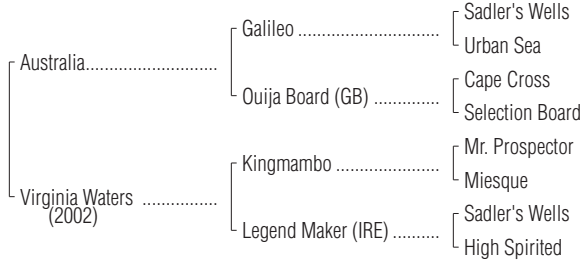 Sadler's Wells
Galileo ..............................
Urban Sea
Australia............................
Cape Cross
Ouija Board (GB) ..............
Selection Board
Mr. Prospector
Kingmambo ......................
Miesque
Virginia Waters ................
(2002)
Sadler's Wells
Legend Maker (IRE) ..........
High Spirited